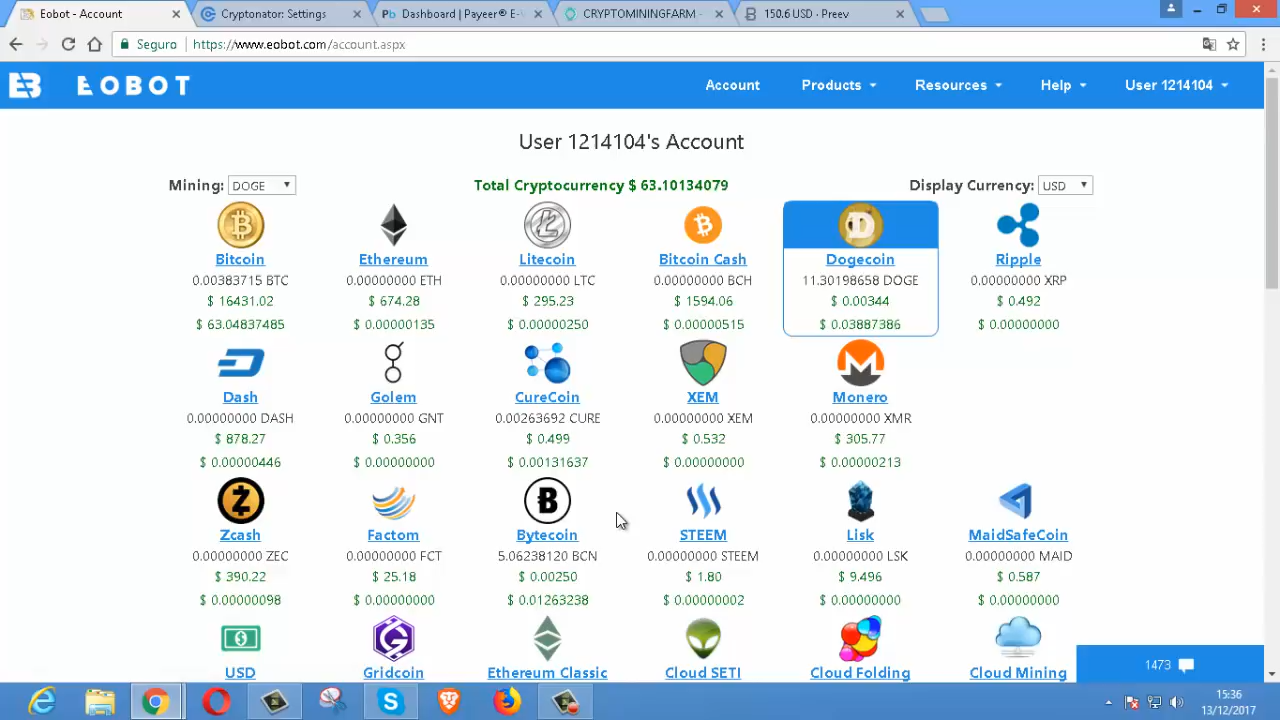 Eobot - Account
Cryptonator: Settings
Dashboard | Payeer® E-
CRYPTOMININGFARM -
150.6 USD - Preev
Seguro
https://www.eobot.com/account.aspx
EOBOT
Account
Products
Resources
Help
User 1214104
User 1214104's Account
Mining: DOGE
Total Cryptocurrency $ 63.10134079
Display Currency: USD
Bitcoin
0.00383715 BTC
$ 16431.02
$ 63.04837485
Ethereum
0.00000000 ETH
$ 674.28
$ 0.00000135
Litecoin
0.00000000 LTC
$ 295.23
$ 0.00000250
Bitcoin Cash
0.00000000 BCH
$ 1594.06
$ 0.00000515
Dogecoin
11.30198658 DOGE
$ 0.00344
$ 0.03887386
Ripple
0.00000000 XRP
$ 0.492
$ 0.00000000
Dash
0.00000000 DASH
$ 878.27
$ 0.00000446
Golem
0.00000000 GNT
$ 0.356
$ 0.00000000
CureCoin
0.00263692 CURE
$ 0.499
$ 0.00131637
XEM
0.00000000 XEM
$ 0.532
$ 0.00000000
Monero
0.00000000 XMR
$ 305.77
$ 0.00000213
Zcash
0.00000000 ZEC
$ 390.22
$ 0.00000098
Factom
0.00000000 FCT
$ 25.18
$ 0.00000000
Bytecoin
5.06238120 BCN
$ 0.00250
$ 0.01263238
STEEM
0.00000000 STEEM
$ 1.80
$ 0.00000002
Lisk
0.00000000 LSK
$ 9.496
$ 0.00000000
MaidSafeCoin
0.00000000 MAID
$ 0.587
$ 0.00000000
USD
Gridcoin
Ethereum Classic
Cloud SETI
Cloud Folding
Cloud Mining
1473
15:36
13/12/2017